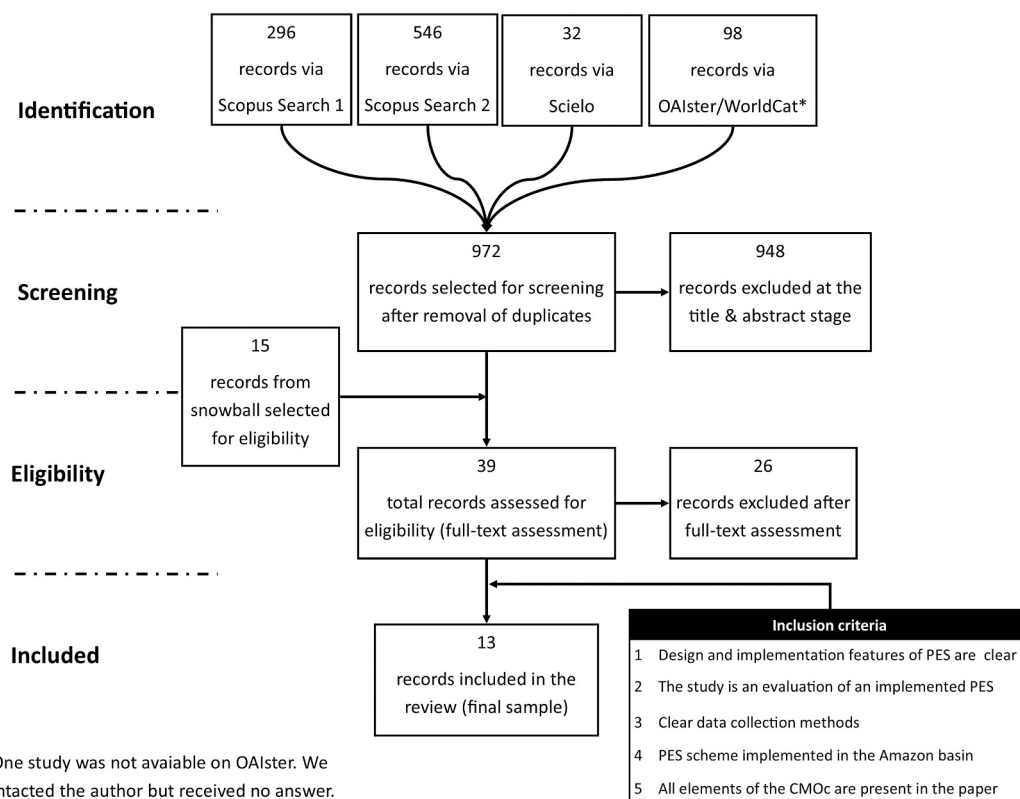 Identification
296
records via
Scopus Search 1
546
records via
Scopus Search 2
32
records via
Scielo
98
records via
OAIster/WorldCat*
Screening
972
records selected for screening
after removal of duplicates
948
records excluded at the
title & abstract stage
15
records from
snowball selected
for eligibility
Eligibility
39
total records assessed for
eligibility (full-text assessment)
26
records excluded after
full-text assessment
Included
13
records included in the
review (final sample)
Inclusion criteria
1 Design and implementation features of PES are clear
2 The study is an evaluation of an implemented PES
3 Clear data collection methods
4 PES scheme implemented in the Amazon basin
5 All elements of the CMOc are present in the paper
One study was not avaiable on OAIster. We
ntacted the author but received no answer.